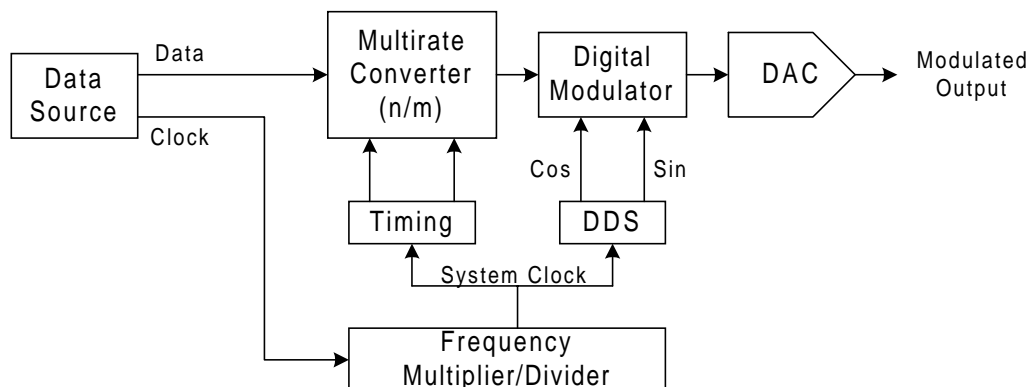 Data
Source
Data
Clock
Multirate
Converter
(n/m)
Digital
Modulator
DAC
Modulated
Output
Cos
Sin
Timing
DDS
System Clock
Frequency
Multiplier/Divider